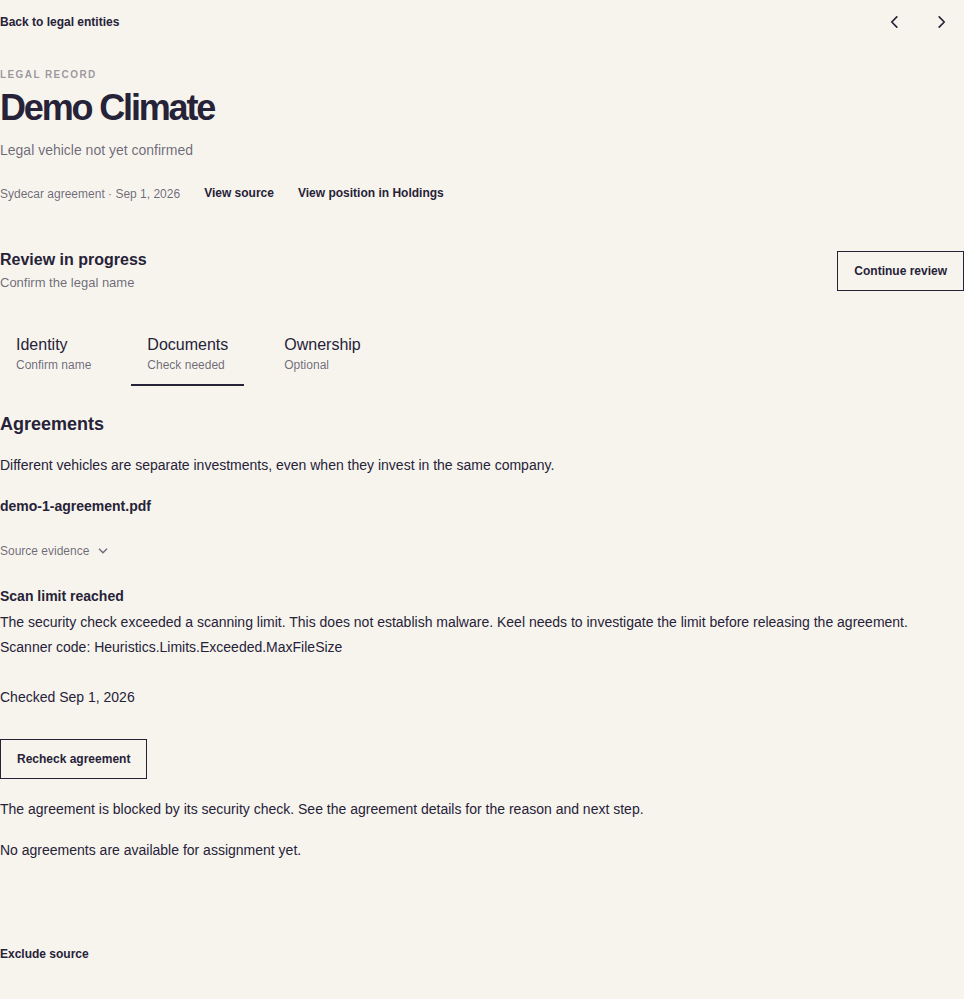 Back to legal entities
LEGAL RECORD
Demo Climate
Legal vehicle not yet confirmed
Sydecar agreement · Sep 1, 2026 View source View position in Holdings
Review in progress
Confirm the legal name
Continue review
Identity Documents Ownership
Confirm name Check needed Optional
Agreements
Different vehicles are separate investments, even when they invest in the same company.
demo-1-agreement.pdf
Source evidence
Scan limit reached
The security check exceeded a scanning limit. This does not establish malware. Keel needs to investigate the limit before releasing the agreement.
Scanner code: Heuristics.Limits.Exceeded.MaxFileSize
Checked Sep 1, 2026
Recheck agreement
The agreement is blocked by its security check. See the agreement details for the reason and next step.
No agreements are available for assignment yet.
Exclude source